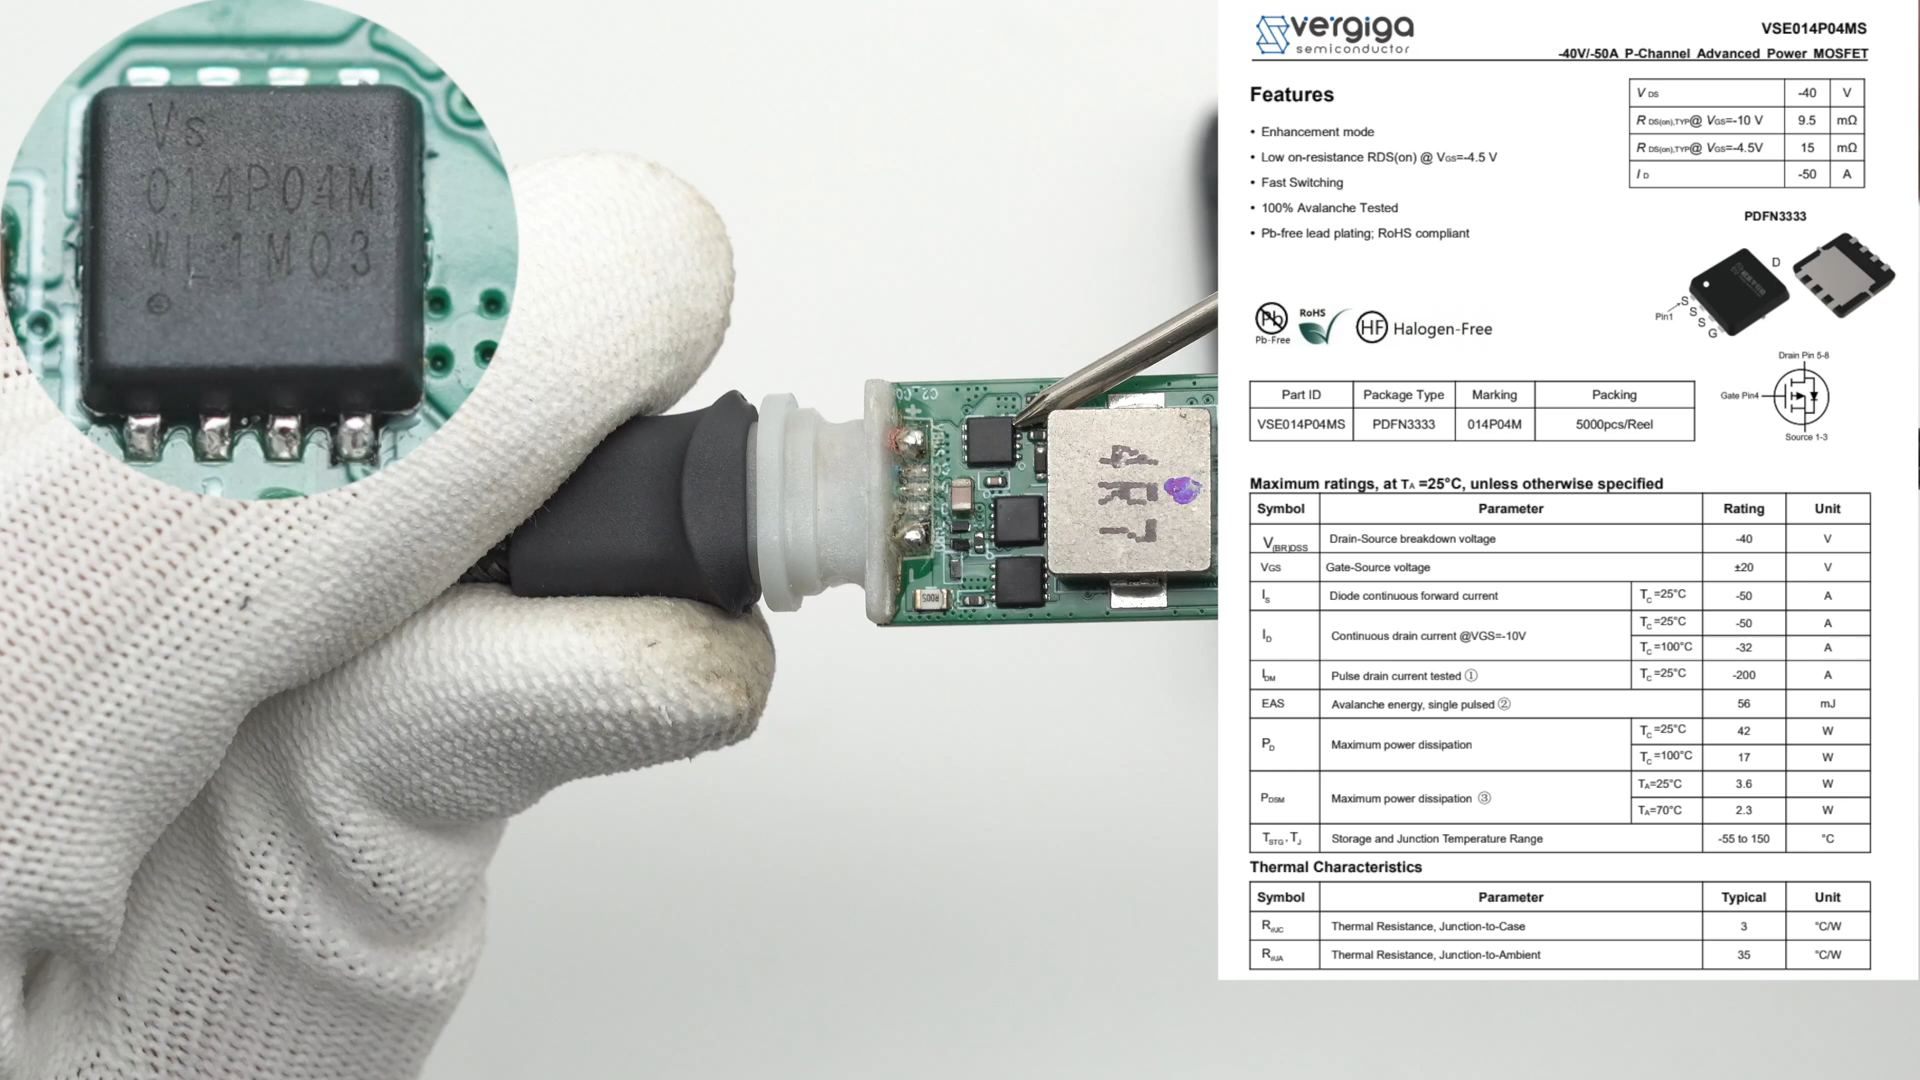 Vs
014P04M
WL1M03
C2
4R7
R005
vergiga
semiconductor
VSE014P04MS
-40V/-50A P-Channel Advanced Power MOSFET
Features
• Enhancement mode
• Low on-resistance RDS(on) @ VGS=-4.5 V
• Fast Switching
• 100% Avalanche Tested
• Pb-free lead plating; RoHS compliant
V DS -40 V
R DS(on),TYP@ VGS=-10 V 9.5 mΩ
R DS(on),TYP@ VGS=-4.5V 15 mΩ
I D -50 A
PDFN3333
D
Pin1
S
S
S
G
Pb
Pb-Free
RoHS
HF Halogen-Free
Drain Pin 5-8
Gate Pin4
Source 1-3
Part ID Package Type Marking Packing
VSE014P04MS PDFN3333 014P04M 5000pcs/Reel
Maximum ratings, at TA =25°C, unless otherwise specified
Symbol Parameter Rating Unit
V(BR)DSS Drain-Source breakdown voltage -40 V
VGS Gate-Source voltage ±20 V
IS Diode continuous forward current TC =25°C -50 A
ID Continuous drain current @VGS=-10V TC =25°C -50 A
TC =100°C -32 A
IDM Pulse drain current tested ① TC =25°C -200 A
EAS Avalanche energy, single pulsed ② 56 mJ
PD Maximum power dissipation TC =25°C 42 W
TC =100°C 17 W
PDSM Maximum power dissipation ③ TA=25°C 3.6 W
TA=70°C 2.3 W
TSTG , TJ Storage and Junction Temperature Range -55 to 150 °C
Thermal Characteristics
Symbol Parameter Typical Unit
RθJC Thermal Resistance, Junction-to-Case 3 °C/W
RθJA Thermal Resistance, Junction-to-Ambient 35 °C/W